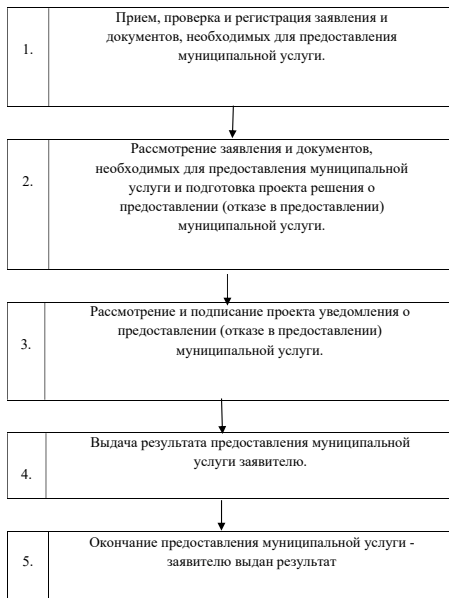 Прием, проверка и регистрация заявления и
документов, необходимых для предоставления
1.
муниципальной услуги.
Рассмотрение заявления и документов,
необходимых для предоставления муниципальной
2.
услуги и подготовка проекта решения о
предоставлении (отказе в предоставлении)
муниципальной услуги.
Рассмотрение и подписание проекта уведомления о
предоставлении (отказе в предоставлении)
3.
муниципальной услуги.
Выдача результата предоставления муниципальной
услуги заявителю.
4.
Окончание предоставления муниципальной услуги -
5.
заявителю выдан результат